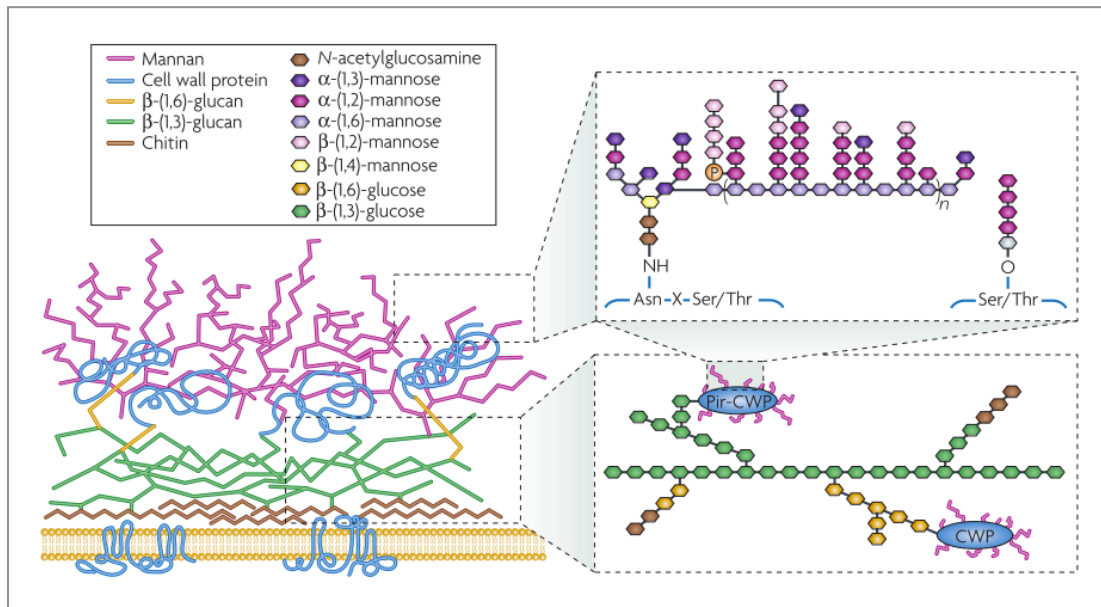 Mannan
Cell wall protein
β-(1,6)-glucan
β-(1,3)-glucan
Chitin
N-acetylglucosamine
α-(1,3)-mannose
α-(1,2)-mannose
α-(1,6)-mannose
β-(1,2)-mannose
β-(1,4)-mannose
β-(1,6)-glucose
β-(1,3)-glucose
P
n
NH
O
Asn-X-Ser/Thr
Ser/Thr
Pir-CWP
CWP